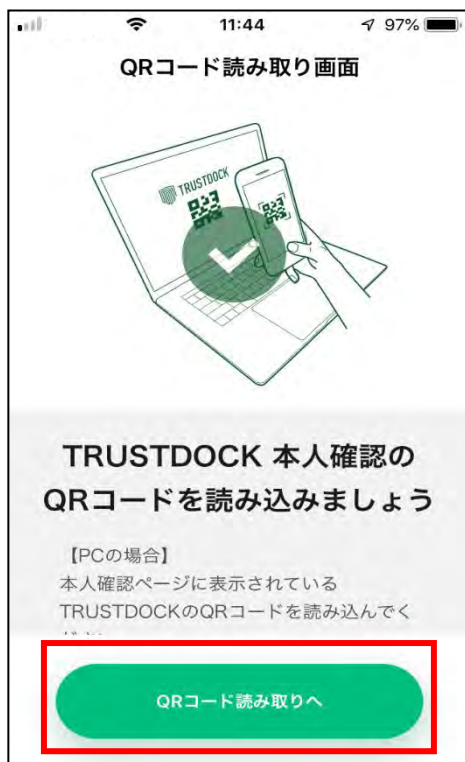 11:44
97%
QRコード読み取り画面
TRUSTDOCK
TRUSTDOCK 本人確認の
QRコードを読み込みましょう
【PCの場合】
本人確認ページに表示されている
TRUSTDOCKのQRコードを読み込んでく
QRコード読み取りへ